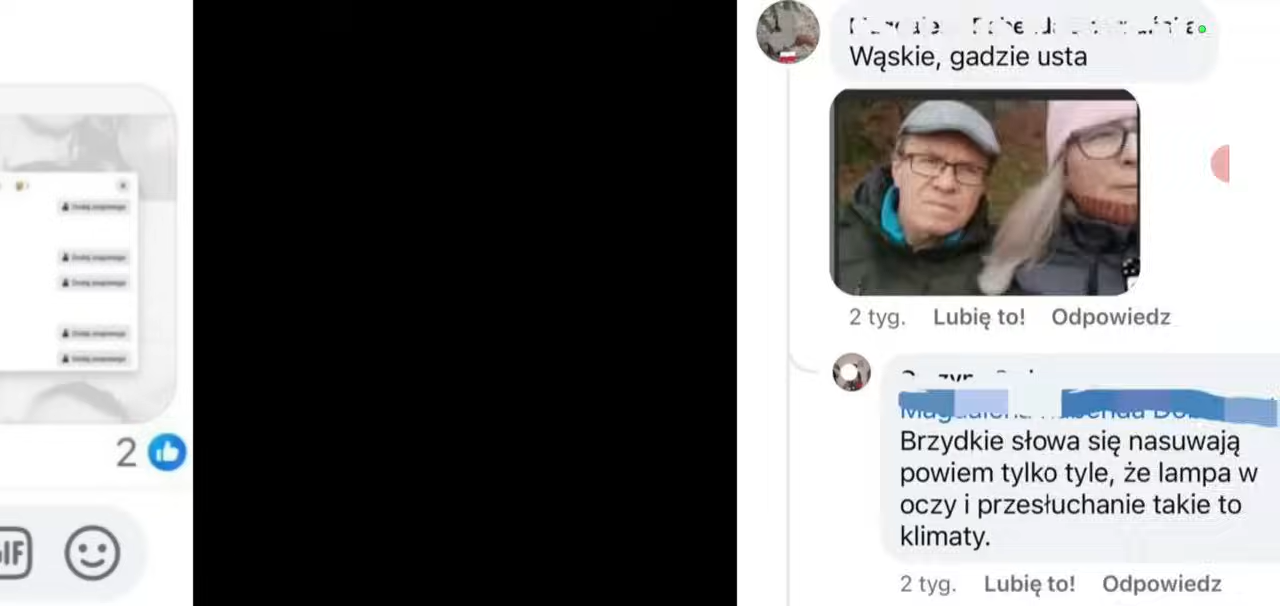 2
GIF
Wąskie, gadzie usta
2 tyg. Lubię to! Odpowiedz
Brzydkie słowa się nasuwają
powiem tylko tyle, że lampa w
oczy i przesłuchanie takie to
klimaty.
2 tyg. Lubię to! Odpowiedz